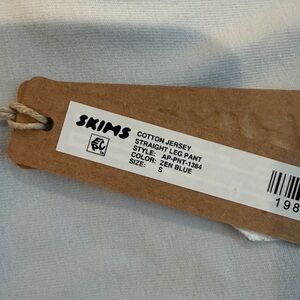 SKIMS
COTTON JERSEY
STRAIGHT LEG PANT
STYLE: AP-PNT-1384
COLOR: ZEN BLUE
SIZE: S
198